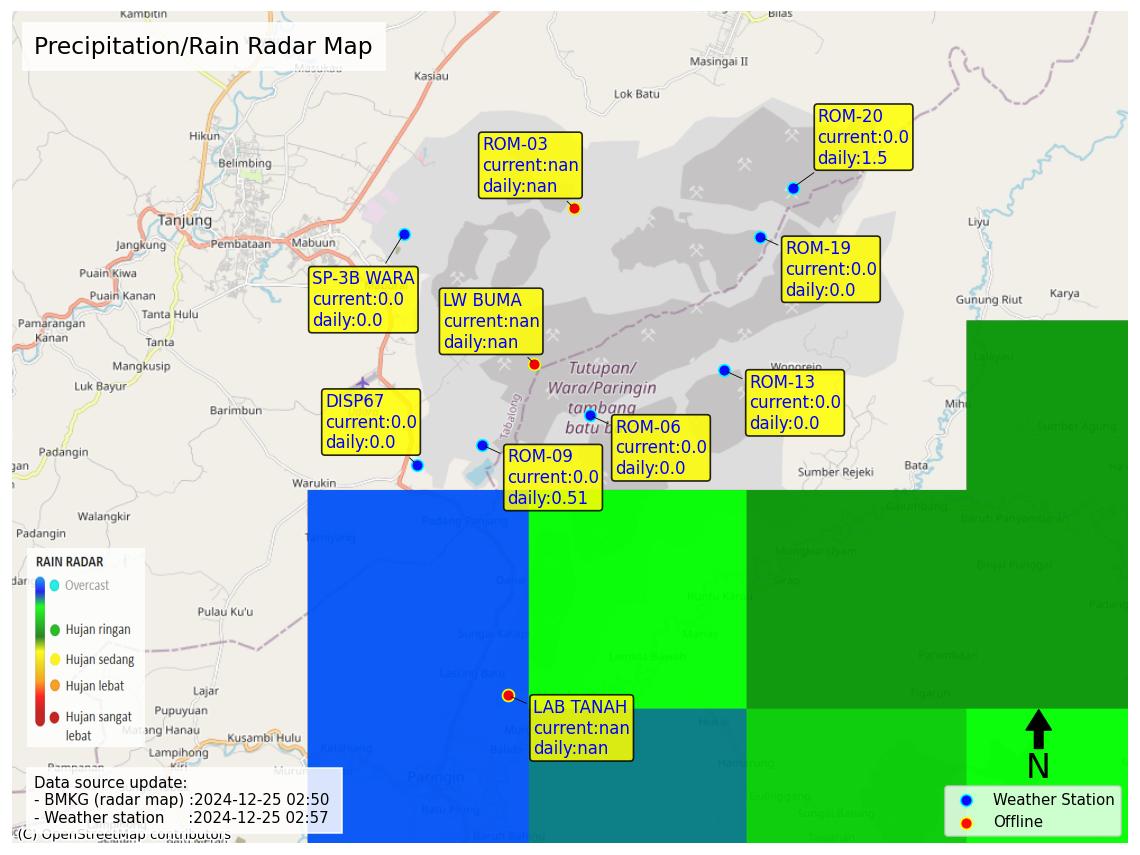 Kambitin
Bilas
Precipitation/Rain Radar Map
Masukau
Kasiau
Masingai II
Lok Batu
ROM-20
current:0.0
daily:1.5
Hikun
ROM-03
current:nan
daily:nan
Belimbing
Tanjung
Liyu
Jangkung
Pembataan
Mabuun
ROM-19
current:0.0
daily:0.0
Puain Kiwa
SP-3B WARA
current:0.0
daily:0.0
Puain Kanan
LW BUMA
current:nan
daily:nan
Gunung Riut
Karya
Tanta Hulu
Pamarangan
Kanan
Tanta
Mangkusip
Laleyau
Wonorejo
Tutupan/
Wara/Paringin
tambang
batu b
Luk Bayur
ROM-13
current:0.0
daily:0.0
DISP67
current:0.0
daily:0.0
Barimbun
Tabalong
ROM-06
current:0.0
daily:0.0
Sumber Agung
Padangin
ROM-09
current:0.0
daily:0.51
Sumber Rejeki
Bata
Warukin
Walangkir
Padang Panjang
Padangin
RAIN RADAR
Overcast
Hujan ringan
Hujan sedang
Hujan lebat
Hujan sangat
lebat
Pulau Ku'u
Lajar
Pupuyuan
Matang Hanau
Lampihong
Kusambi Hulu
LAB TANAH
current:nan
daily:nan
N
Paringin
Data source update:
- BMKG (radar map) :2024-12-25 02:50
- Weather station :2024-12-25 02:57
(C) OpenStreetMap contributors
Weather Station
Offline